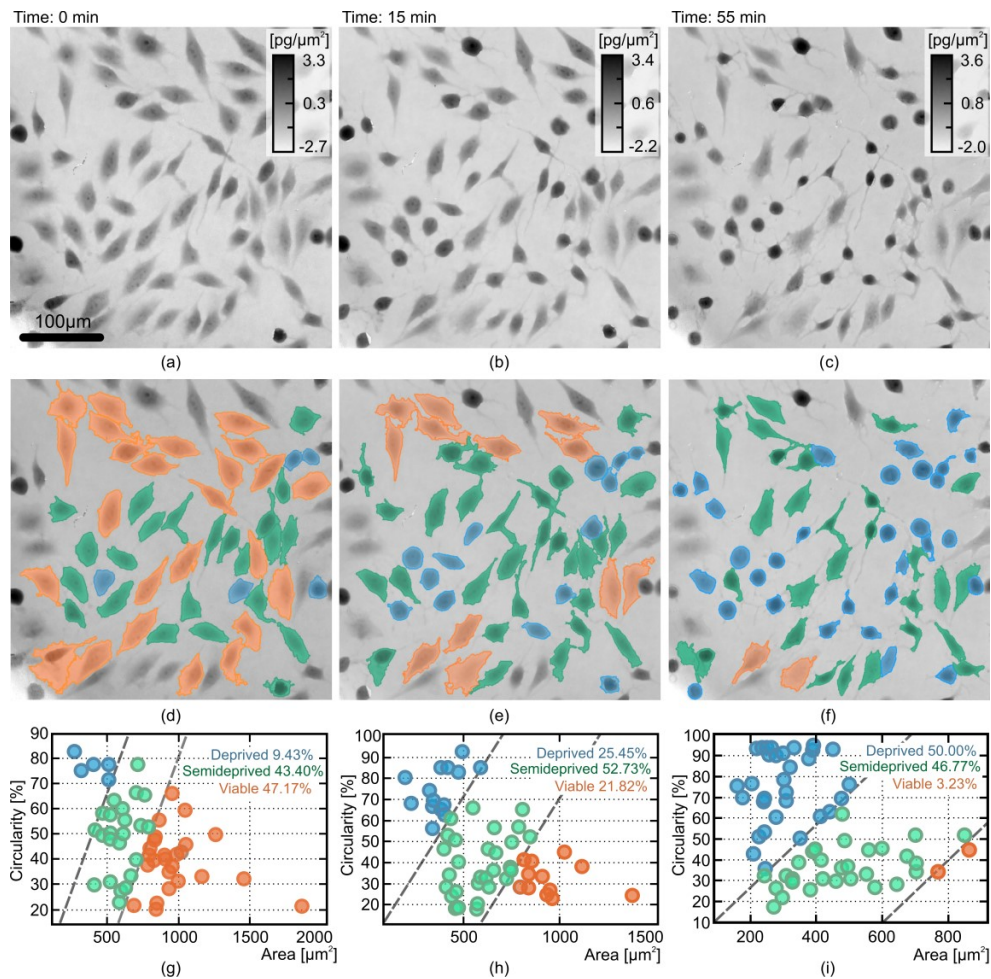 Time: 0 min
Time: 15 min
Time: 55 min
[pg/µm²]
3.3
0.3
-2.7
[pg/µm²]
3.4
0.6
-2.2
[pg/µm²]
3.6
0.8
-2.0
100µm
(a)
(b)
(c)
(d)
(e)
(f)
90
80
70
60
50
40
30
20
Circularity [%]
Deprived 9.43%
Semideprived 43.40%
Viable 47.17%
500
1000
1500
2000
Area [µm²]
(g)
100
90
80
70
60
50
40
30
20
10
Circularity [%]
Deprived 25.45%
Semideprived 52.73%
Viable 21.82%
500
1000
1500
Area [µm²]
(h)
100
90
80
70
60
50
40
30
20
10
Circularity [%]
Deprived 50.00%
Semideprived 46.77%
Viable 3.23%
200
400
600
800
Area [µm²]
(i)